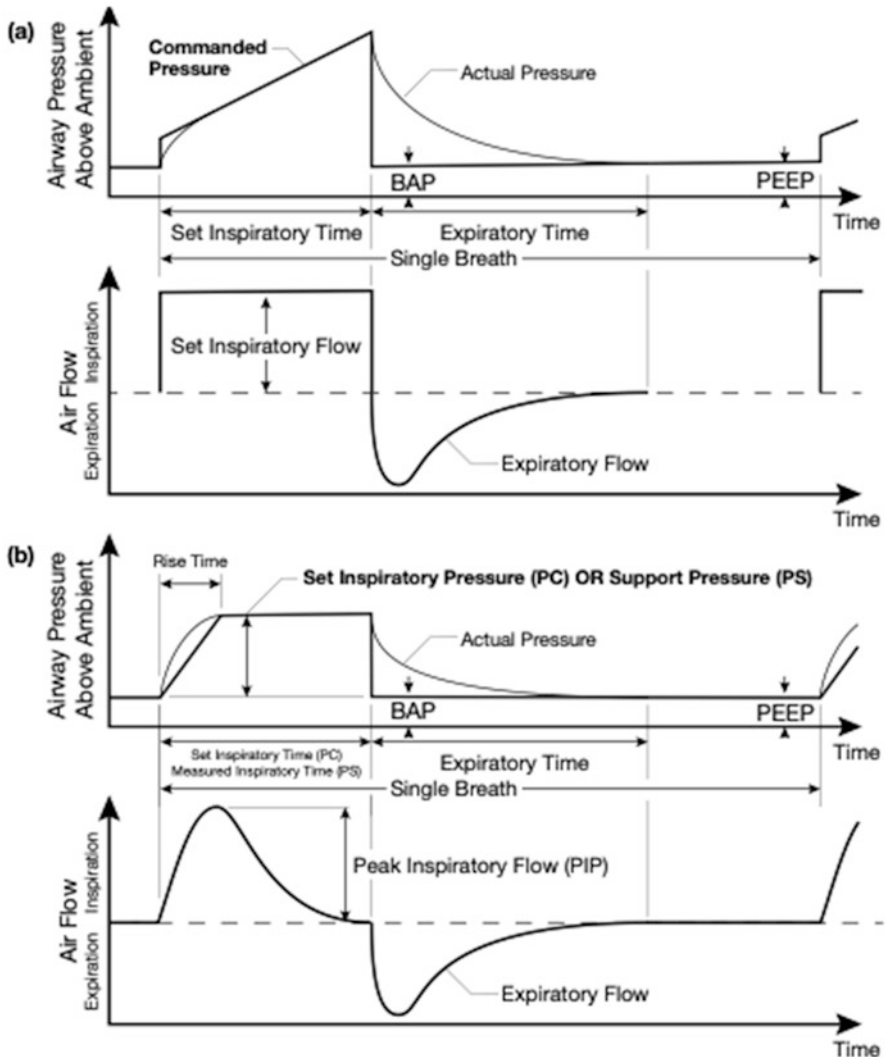 (a)
Airway Pressure
Above Ambient
Commanded
Pressure
Actual Pressure
BAP
PEEP
Time
Set Inspiratory Time
Expiratory Time
Single Breath
Air Flow
Expiration
Inspiration
Set Inspiratory Flow
Expiratory Flow
Time
(b)
Airway Pressure
Above Ambient
Rise Time
Set Inspiratory Pressure (PC) OR Support Pressure (PS)
Actual Pressure
BAP
PEEP
Time
Set Inspiratory Time (PC)
Measured Inspiratory Time (PS)
Expiratory Time
Single Breath
Air Flow
Expiration
Inspiration
Peak Inspiratory Flow (PIP)
Expiratory Flow
Time